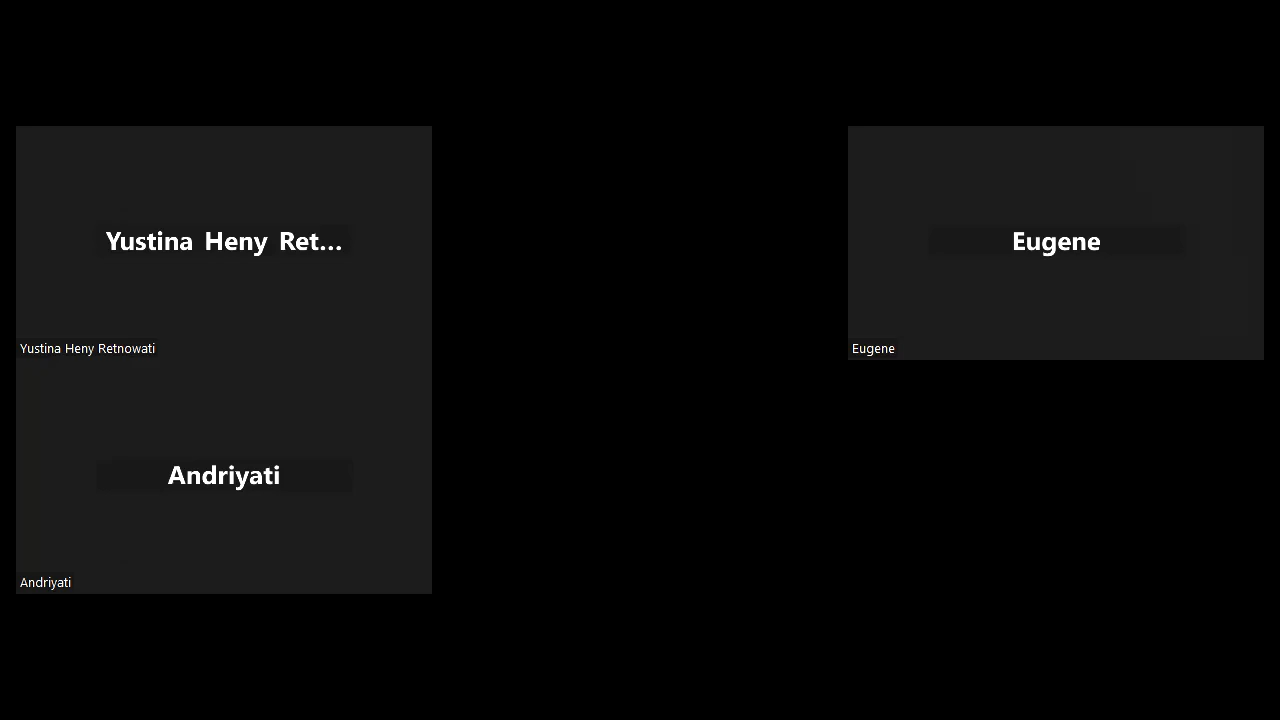 Yustina Heny Ret...
Yustina Heny Retnowati
Eugene
Eugene
Andriyati
Andriyati